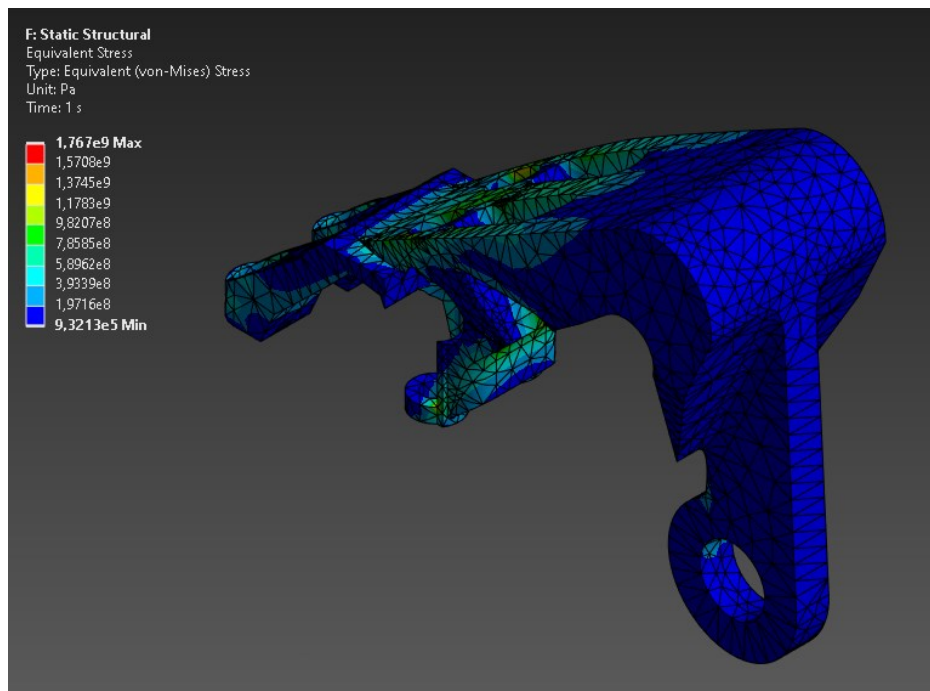 F: Static Structural
Equivalent Stress
Type: Equivalent (von-Mises) Stress
Unit: Pa
Time: 1 s
1,767e9 Max
1,5708e9
1,3745e9
1,1783e9
9,8207e8
7,8585e8
5,8962e8
3,9339e8
1,9716e8
9,3213e5 Min